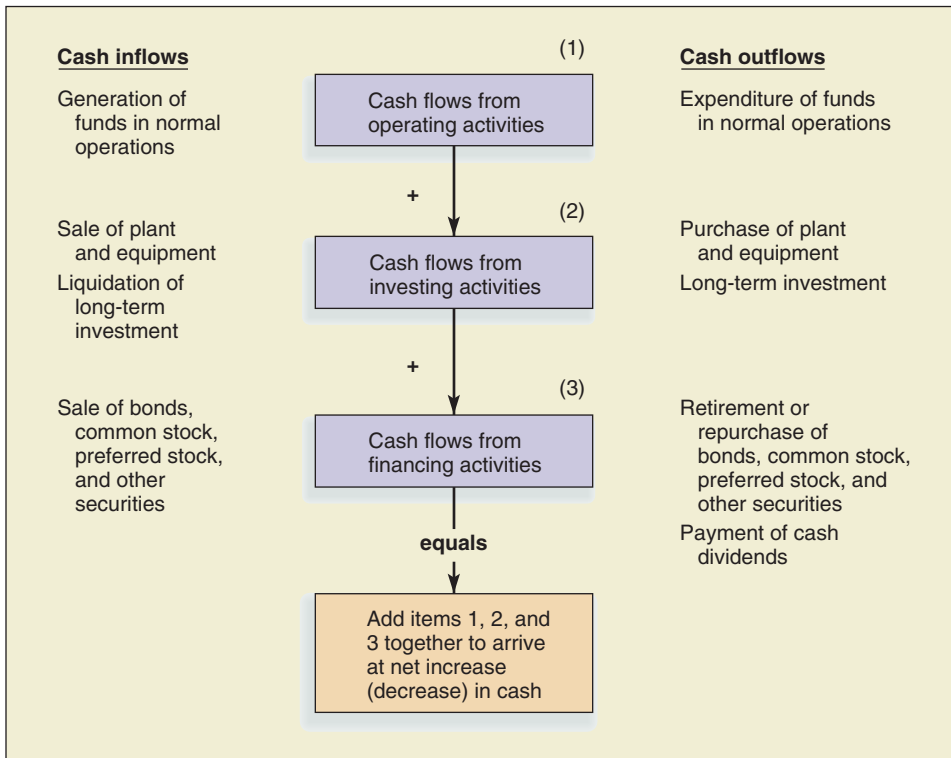 (1)
Cash inflows
Cash outflows
Generation of
funds in normal
operations
Cash flows from
operating activities
Expenditure of funds
in normal operations
+
(2)
Sale of plant
and equipment
Liquidation of
long-term
investment
Cash flows from
investing activities
Purchase of plant
and equipment
Long-term investment
+
(3)
Sale of bonds,
common stock,
preferred stock,
and other
securities
Cash flows from
financing activities
Retirement or
repurchase of
bonds, common stock,
preferred stock, and
other securities
Payment of cash
dividends
equals
Add items 1, 2, and
3 together to arrive
at net increase
(decrease) in cash